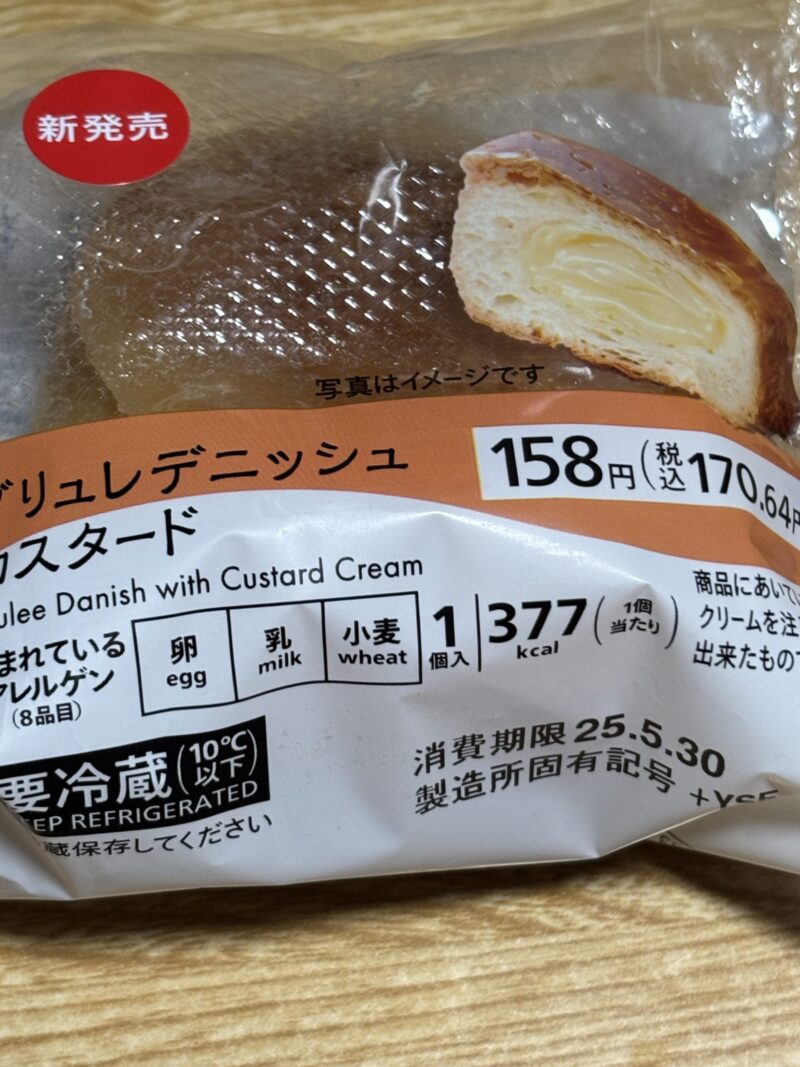 新発売
写真はイメージです
ブリュレデニッシュ
158円(税込170.64円
カスタード
ulee Danish with Custard Cream
まれている
アレルゲン
(8品目)
卵 乳 小麦
egg milk wheat
1個入
377kcal(1個当たり)
商品にあいてい
クリームを注
出来たもので
要冷蔵(10℃以下)
EEP REFRIGERATED
蔵保存してください
消費期限 25.5.30
製造所固有記号 +YSF